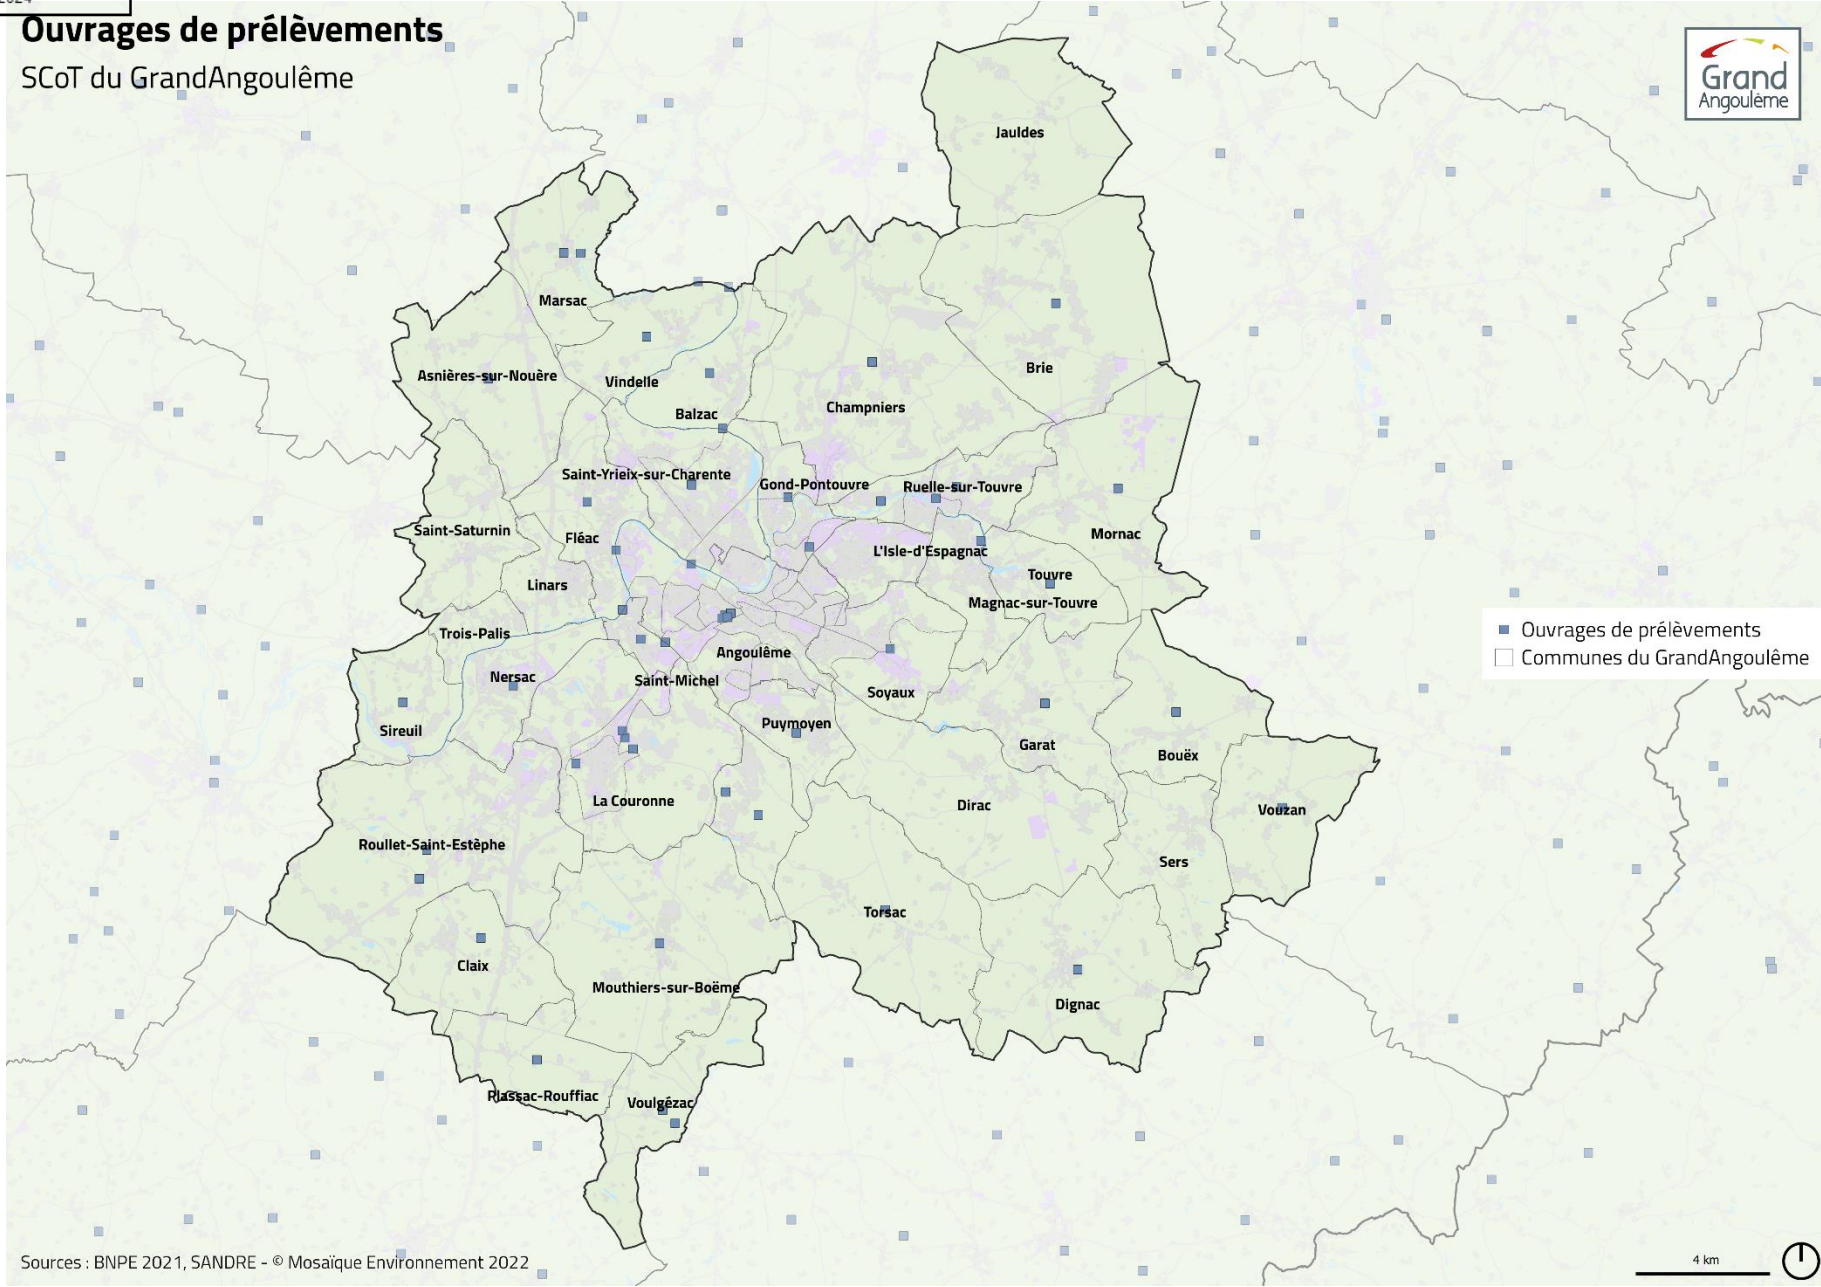 Ouvrages de prélèvements
SCoT du GrandAngoulême
Grand
Angoulême
Jauldes
Marsac
Asnières-sur-Nouère
Vindelle
Brie
Balzac
Champniers
Saint-Yrieix-sur-Charente
Gond-Pontouvre
Ruelle-sur-Touvre
Saint-Saturnin
Fléac
L'Isle-d'Espagnac
Mornac
Linars
Touvre
Magnac-sur-Touvre
Trois-Palis
Ouvrages de prélèvements
Communes du GrandAngoulême
Angoulême
Nersac
Saint-Michel
Soyaux
Sireuil
Puymoyen
Garat
Bouëx
La Couronne
Dirac
Vouzan
Roullet-Saint-Estèphe
Sers
Torsac
Claix
Mouthiers-sur-Boëme
Dignac
Plassac-Rouffiac
Voulgézac
Sources : BNPE 2021, SANDRE - © Mosaïque Environnement 2022
4 km